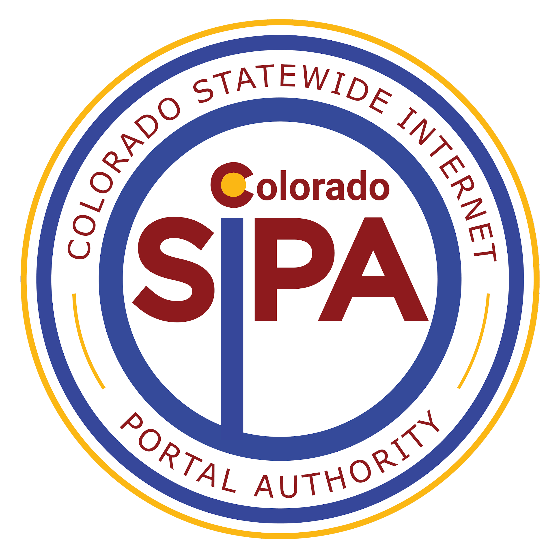 COLORADO STATEWIDE INTERNET
Colorado
SIPA
PORTAL AUTHORITY